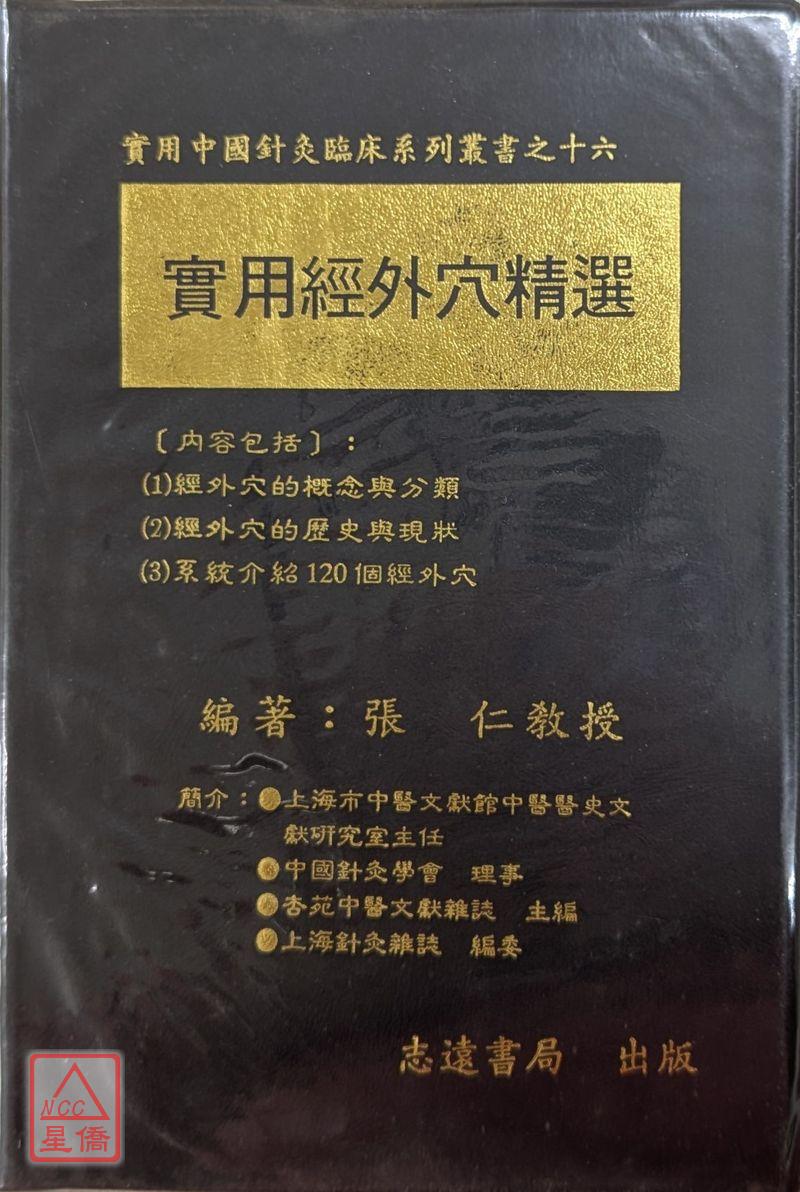 實用中國針灸臨床系列叢書之十六
實用經外穴精選
〔內容包括〕：
(1)經外穴的概念與分類
(2)經外穴的歷史與現狀
(3)系統介紹120個經外穴
編著：張　仁教授
簡介：●上海市中醫文獻館中醫醫史文
獻研究室主任
●中國針灸學會　理事
●杏苑中醫文獻雜誌　主編
●上海針灸雜誌　編委
志遠書局　出版
NCC
星僑